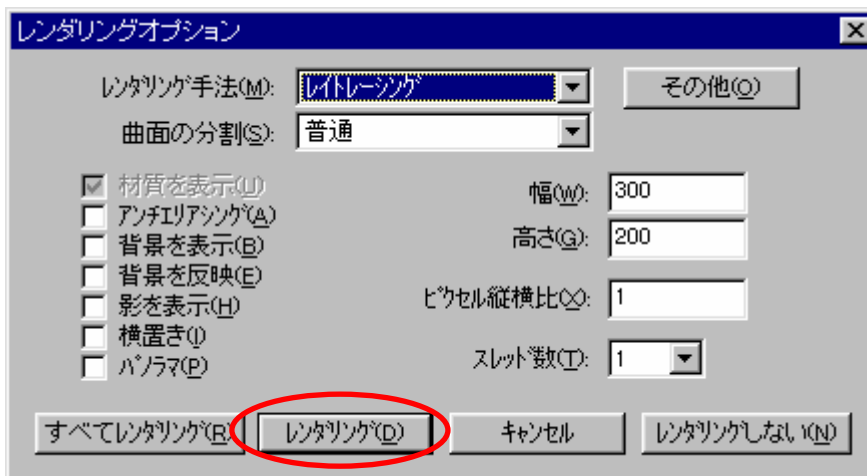 レンダリングオプション
ﾚﾝﾀﾞﾘﾝｸﾞ手法(M): ﾚｲﾄﾚｰｼﾝｸﾞ その他(O)
曲面の分割(S): 普通
材質を表示(U)
ｱﾝﾁｴﾘｱｼﾝｸﾞ(A)
背景を表示(B)
背景を反映(E)
影を表示(H)
横置き(I)
ﾊﾟﾉﾗﾏ(P)
幅(W): 300
高さ(G): 200
ﾋﾟｸｾﾙ縦横比(X): 1
ｽﾚｯﾄﾞ数(T): 1
すべてﾚﾝﾀﾞﾘﾝｸﾞ(R) ﾚﾝﾀﾞﾘﾝｸﾞ(D) ｷｬﾝｾﾙ ﾚﾝﾀﾞﾘﾝｸﾞしない(N)